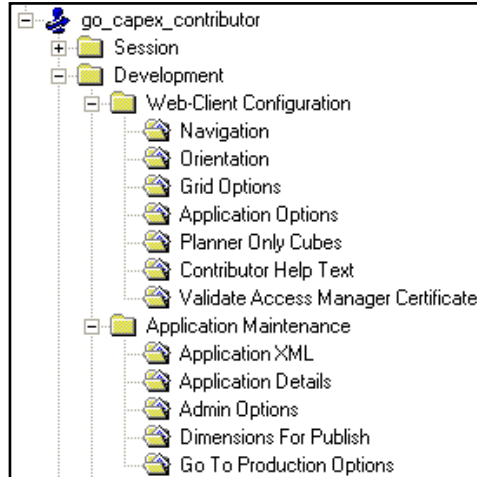 go_capex_contributor
Session
Development
Web-Client Configuration
Navigation
Orientation
Grid Options
Application Options
Planner Only Cubes
Contributor Help Text
Validate Access Manager Certificate
Application Maintenance
Application XML
Application Details
Admin Options
Dimensions For Publish
Go To Production Options